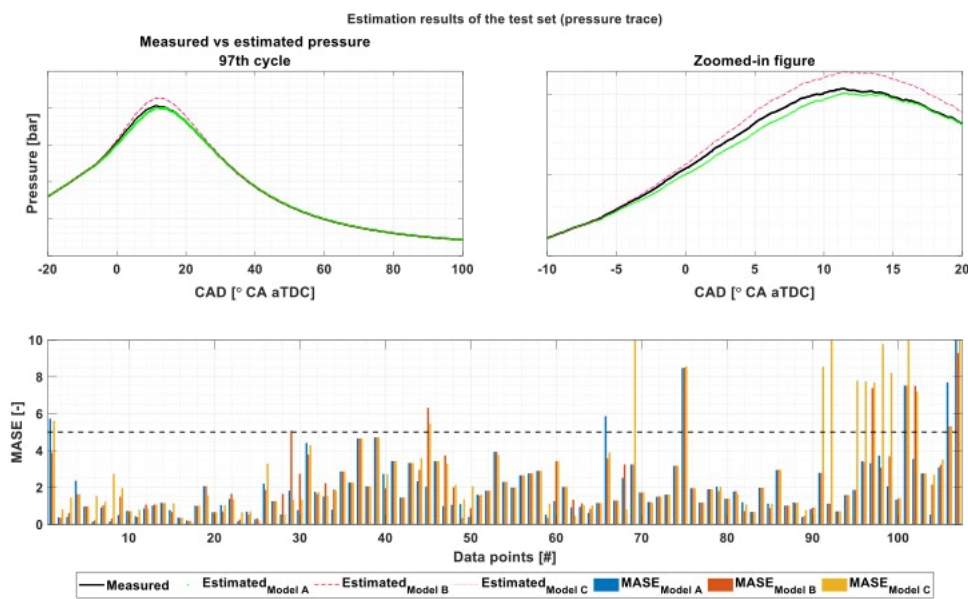 Estimation results of the test set (pressure trace)
Measured vs estimated pressure
97th cycle
Pressure [bar]
-20 0 20 40 60 80 100
CAD [° CA aTDC]
Zoomed-in figure
-10 -5 0 5 10 15 20
CAD [° CA aTDC]
MASE [-]
10
8
6
4
2
0
10 20 30 40 50 60 70 80 90 100
Data points [#]
Measured Estimated Model A Estimated Model B Estimated Model C MASE Model A MASE Model B MASE Model C